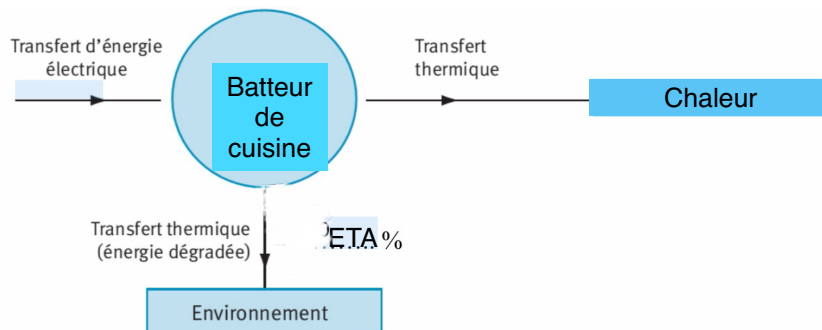 Transfert d'énergie
électrique
Batteur
de
cuisine
Transfert
thermique
Chaleur
Transfert thermique
(énergie dégradée)
ETA %
Environnement